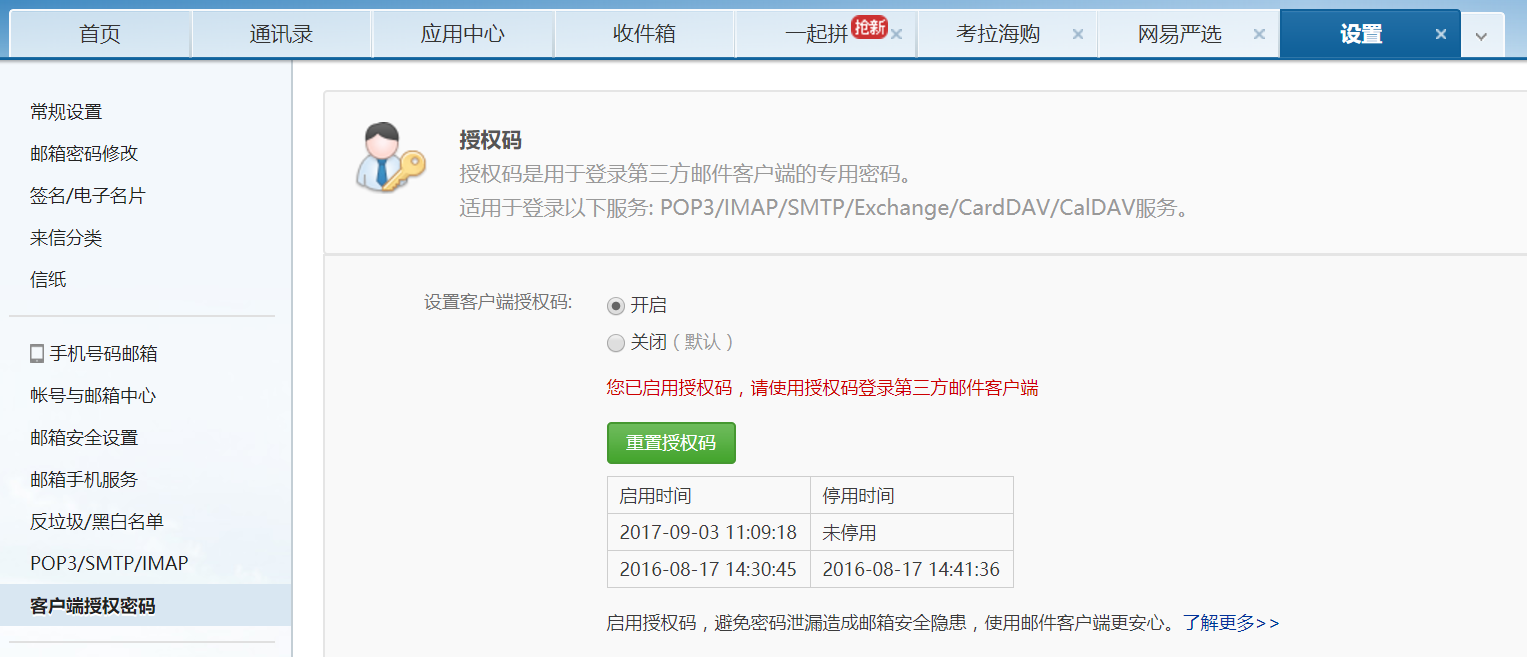 首页 通讯录 应用中心 收件箱 一起拼 抢新 × 考拉海购 × 网易严选 × 设置 ×
常规设置
邮箱密码修改
签名/电子名片
来信分类
信纸
手机号码邮箱
帐号与邮箱中心
邮箱安全设置
邮箱手机服务
反垃圾/黑白名单
POP3/SMTP/IMAP
客户端授权密码
授权码
授权码是用于登录第三方邮件客户端的专用密码。
适用于登录以下服务: POP3/IMAP/SMTP/Exchange/CardDAV/CalDAV服务。
设置客户端授权码: 开启
关闭（默认）
您已启用授权码，请使用授权码登录第三方邮件客户端
重置授权码
启用时间 停用时间
2017-09-03 11:09:18 未停用
2016-08-17 14:30:45 2016-08-17 14:41:36
启用授权码，避免密码泄漏造成邮箱安全隐患，使用邮件客户端更安心。了解更多>>